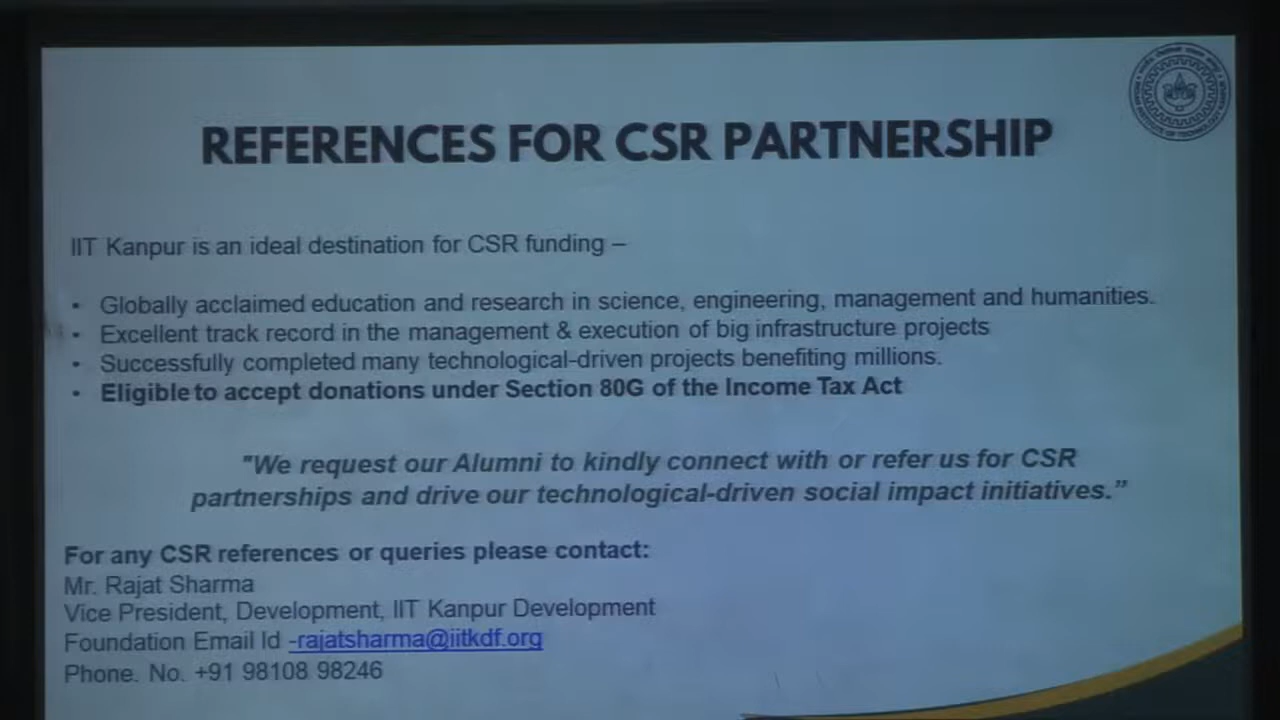 REFERENCES FOR CSR PARTNERSHIP
IIT Kanpur is an ideal destination for CSR funding –
• Globally acclaimed education and research in science, engineering, management and humanities.
• Excellent track record in the management & execution of big infrastructure projects
• Successfully completed many technological-driven projects benefiting millions.
• Eligible to accept donations under Section 80G of the Income Tax Act
"We request our Alumni to kindly connect with or refer us for CSR
partnerships and drive our technological-driven social impact initiatives.”
For any CSR references or queries please contact:
Mr. Rajat Sharma
Vice President, Development, IIT Kanpur Development
Foundation Email Id -rajatsharma@iitkdf.org
Phone. No. +91 98108 98246